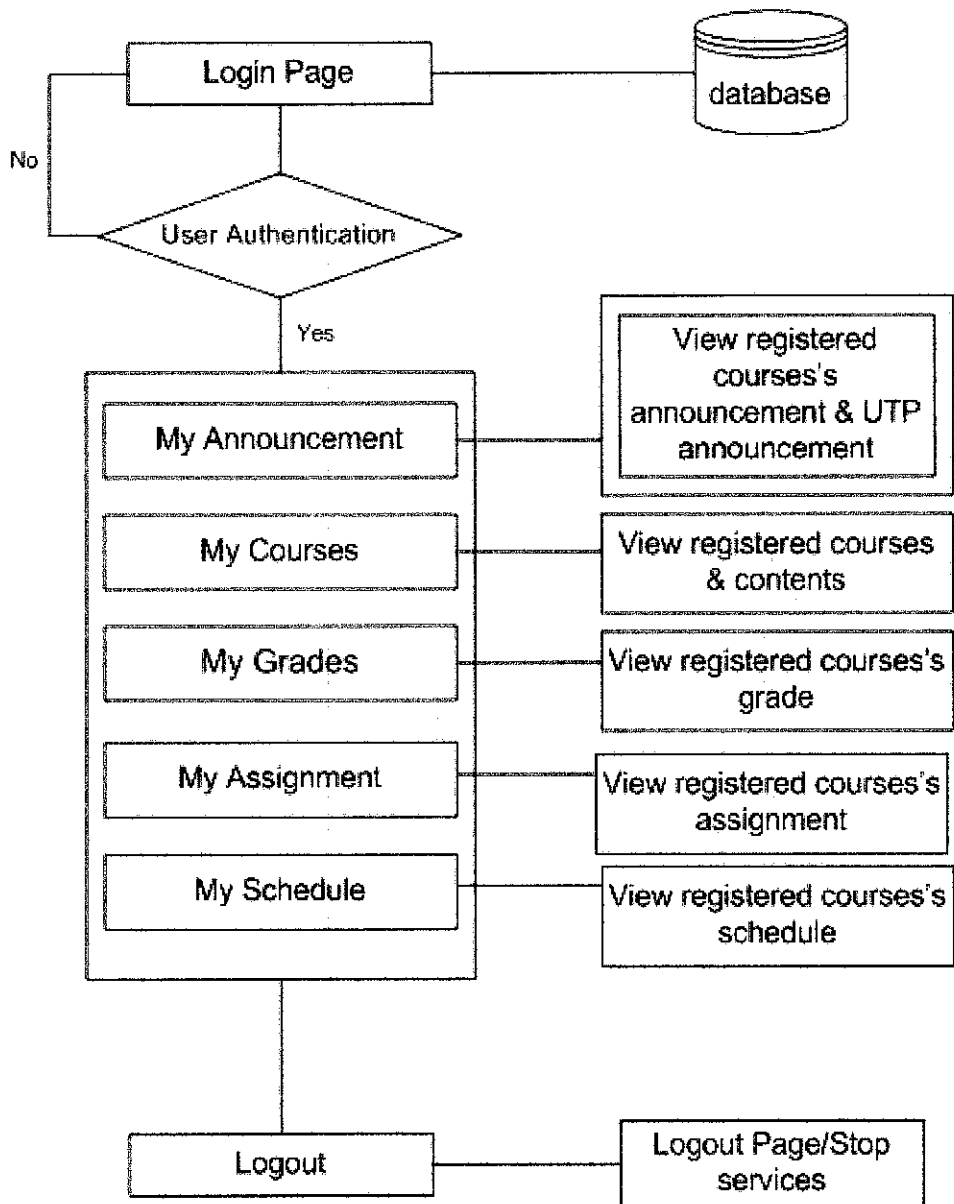 Login Page
database
No
User Authentication
Yes
My Announcement
View registered
courses's
announcement & UTP
announcement
My Courses
View registered courses
& contents
My Grades
View registered courses's
grade
My Assignment
View registered courses's
assignment
My Schedule
View registered courses's
schedule
Logout
Logout Page/Stop
services